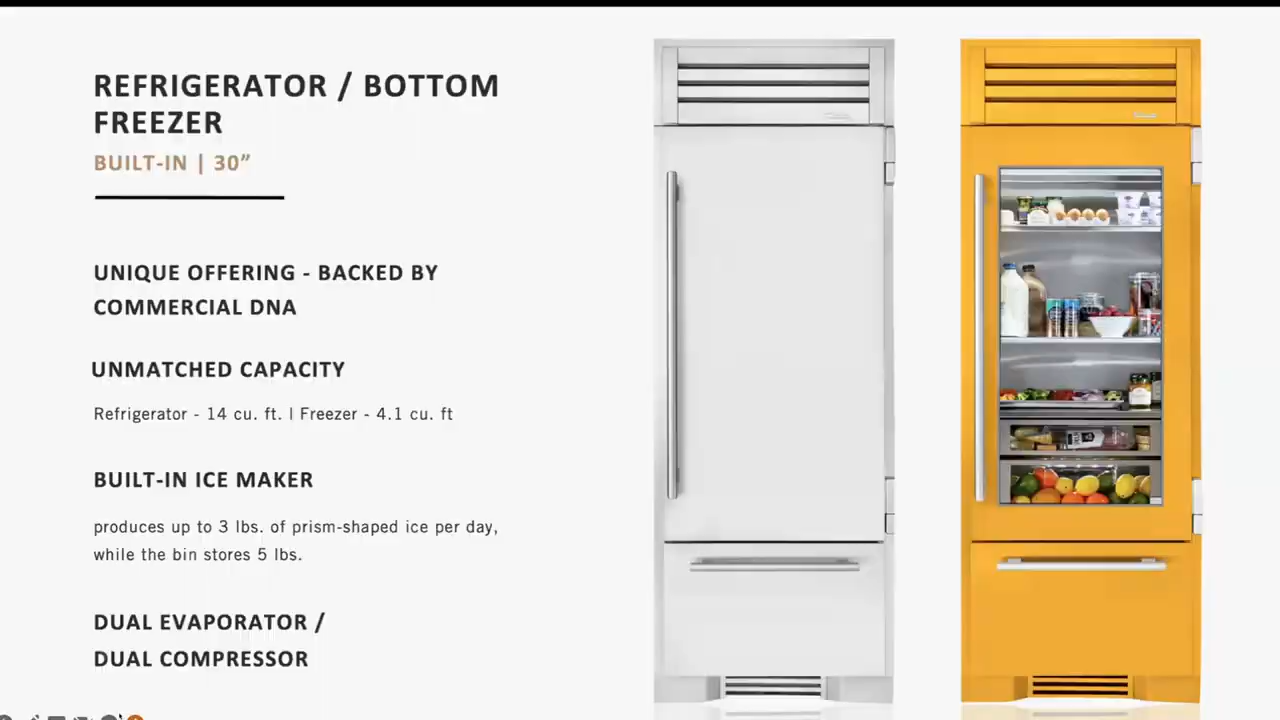 REFRIGERATOR / BOTTOM
FREEZER
BUILT-IN | 30”
UNIQUE OFFERING - BACKED BY
COMMERCIAL DNA
UNMATCHED CAPACITY
Refrigerator - 14 cu. ft. I Freezer - 4.1 cu. ft
BUILT-IN ICE MAKER
produces up to 3 lbs. of prism-shaped ice per day,
while the bin stores 5 lbs.
DUAL EVAPORATOR /
DUAL COMPRESSOR